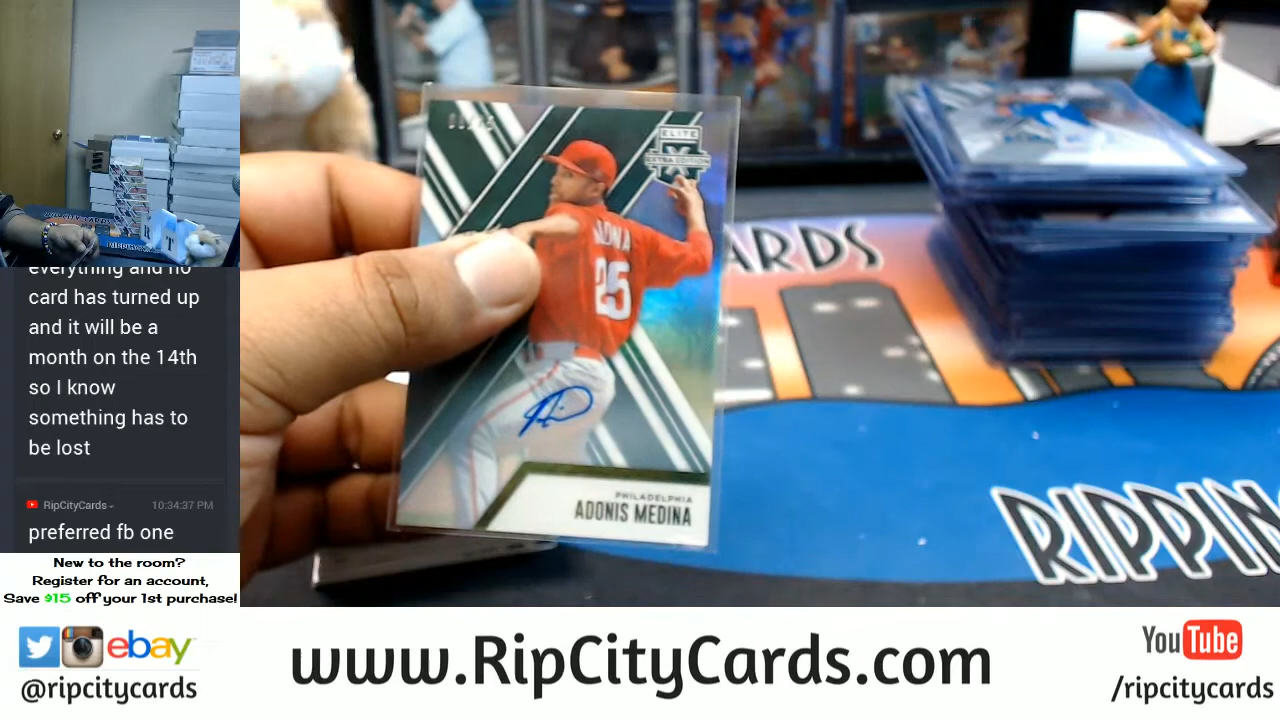 everything and no
card has turned up
and it will be a
month on the 14th
so I know
something has to
be lost
RipCityCards 10:34:37 PM
preferred fb one
New to the room?
Register for an account,
Save $15 off your 1st purchase!
ELITE
EXTRA EDITION
25
PHILADELPHIA
ADONIS MEDINA
ARDS
RIPPIN
RIPCITYCARDS
RIPPIN
R
T
ebay
@ripcitycards
www.RipCityCards.com
YouTube
/ripcitycards